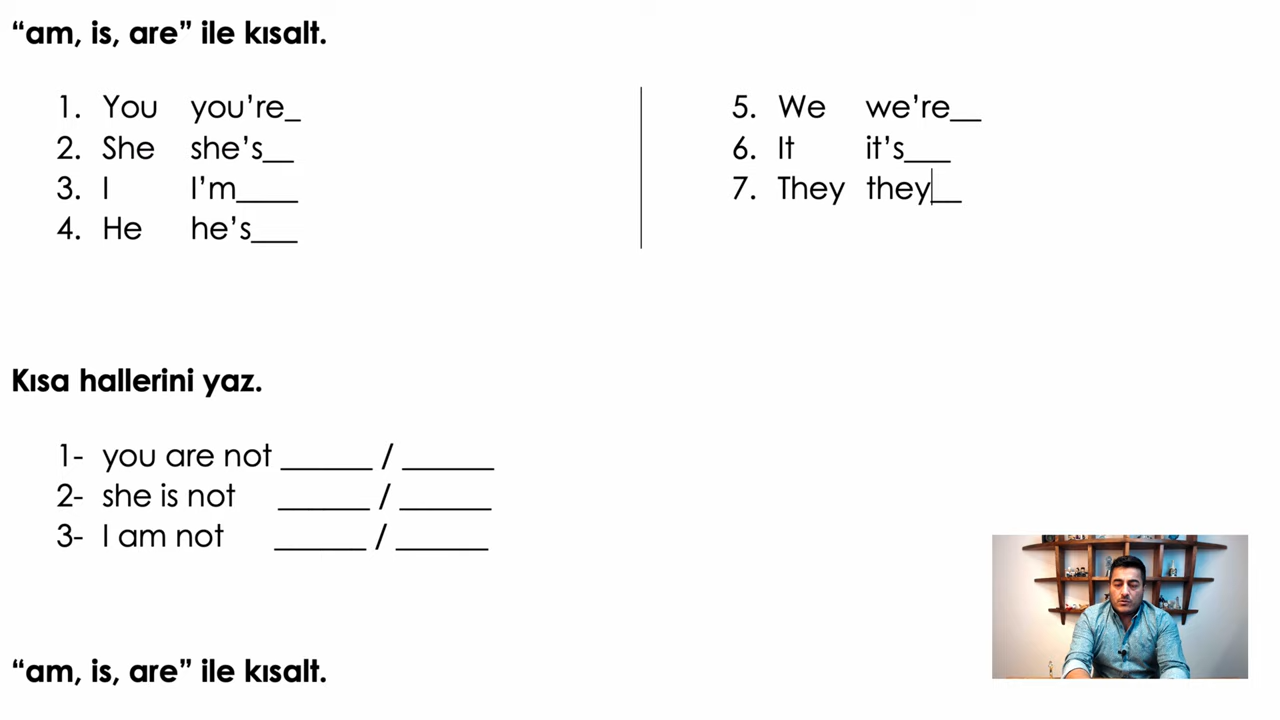 “am, is, are” ile kısalt.
1. You you’re_
2. She she’s__
3. I I’m____
4. He he’s___
5. We we’re__
6. It it’s___
7. They they__
Kısa hallerini yaz.
1- you are not ______ / ______
2- she is not ______ / ______
3- I am not ______ / ______
“am, is, are” ile kısalt.